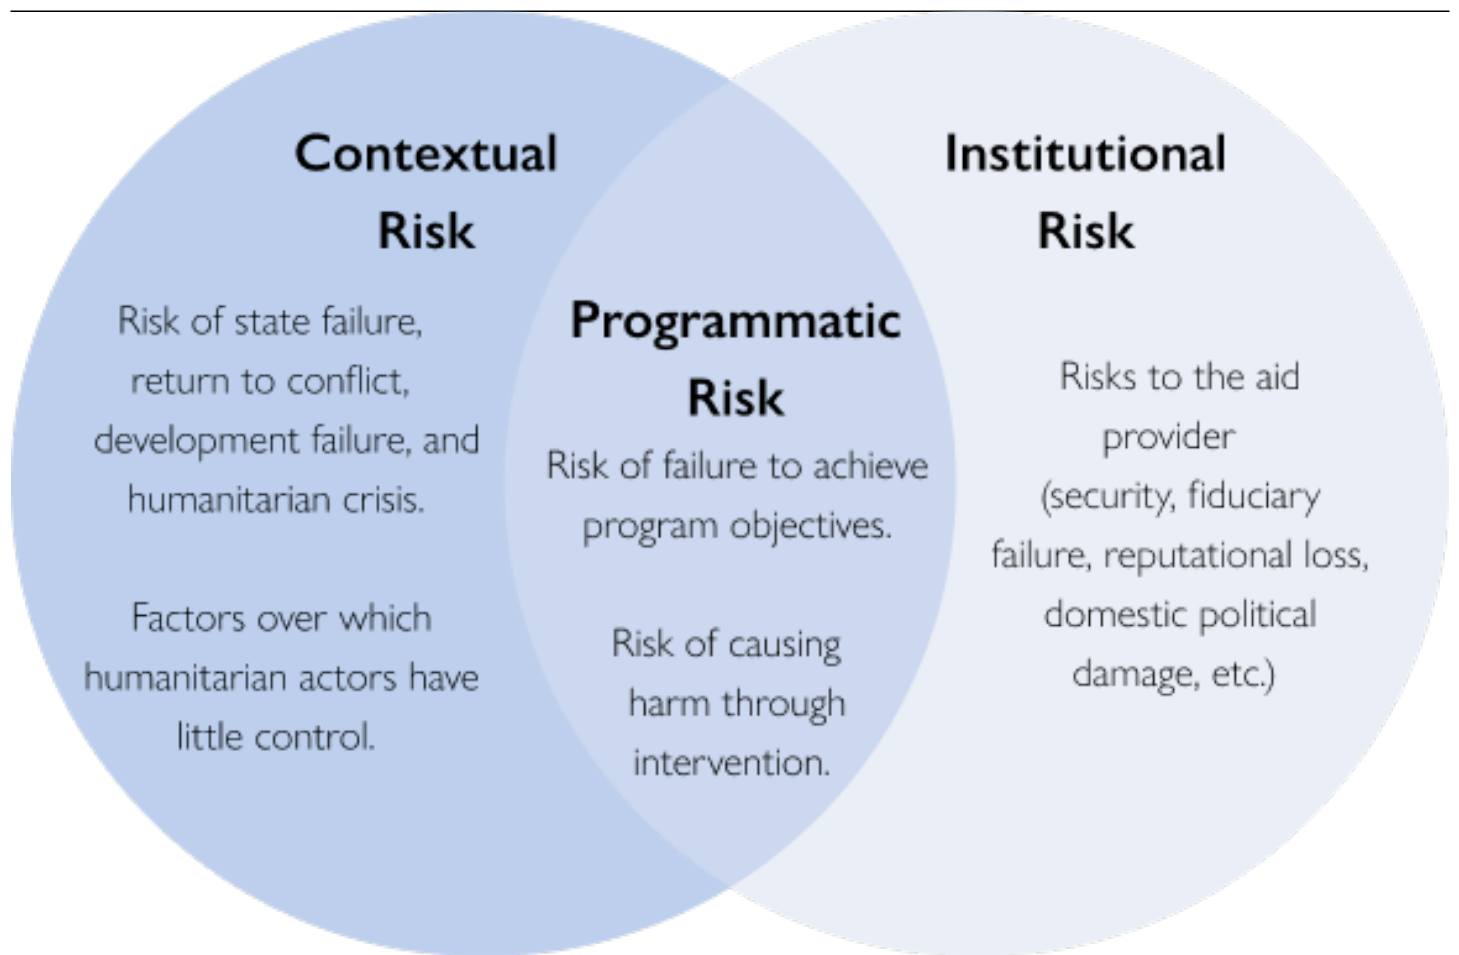 Contextual
Risk
Risk of state failure,
return to conflict,
development failure, and
humanitarian crisis.
Factors over which
humanitarian actors have
little control.
Programmatic
Risk
Risk of failure to achieve
program objectives.
Risk of causing
harm through
intervention.
Institutional
Risk
Risks to the aid
provider
(security, fiduciary
failure, reputational loss,
domestic political
damage, etc.)